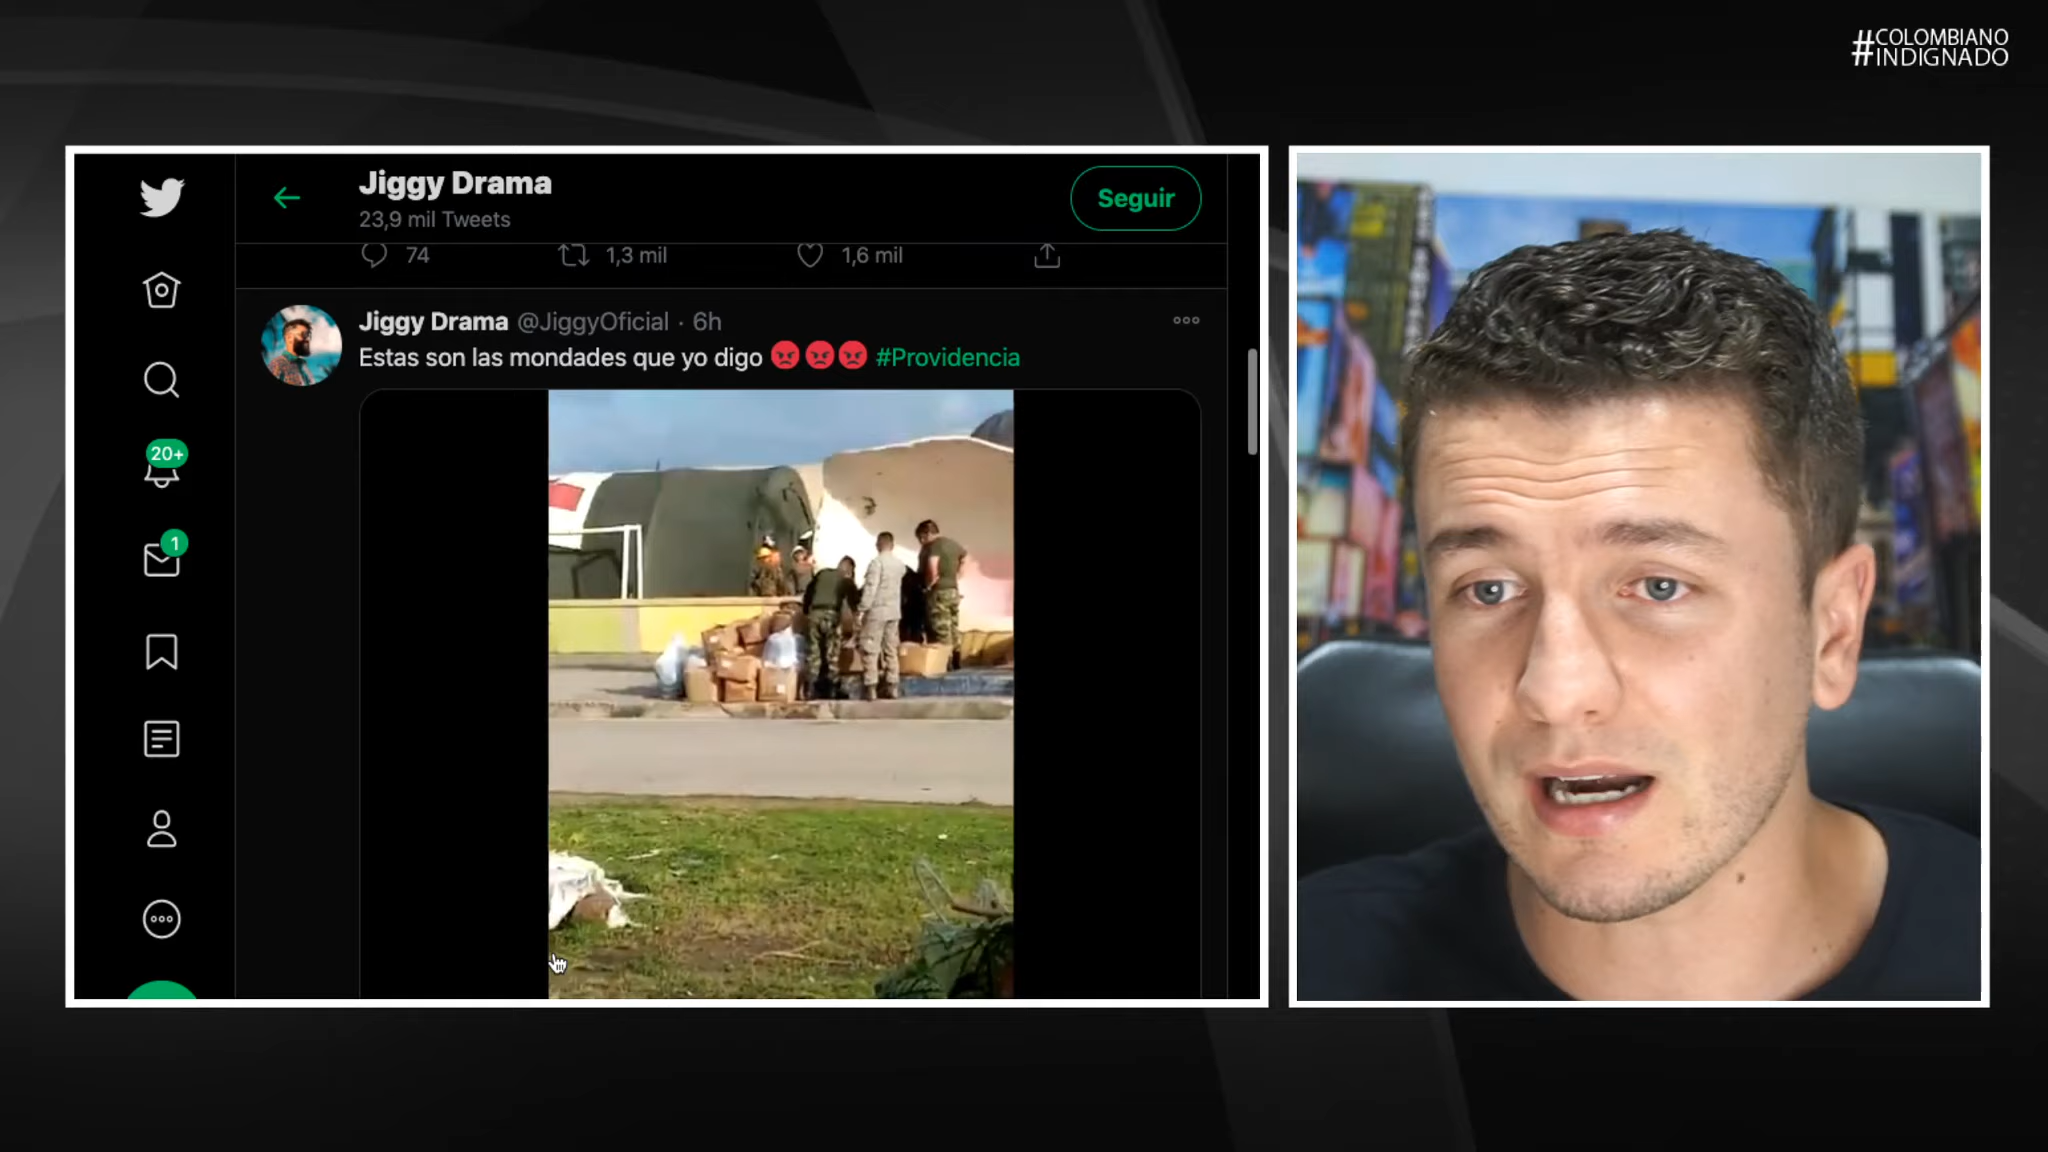 #COLOMBIANO
INDIGNADO
Jiggy Drama
23,9 mil Tweets
Seguir
74
1,3 mil
1,6 mil
Jiggy Drama @JiggyOficial · 6h
Estas son las mondades que yo digo 😡😡😡 #Providencia
20+
1